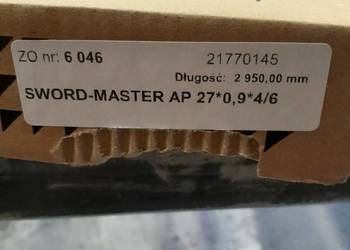 ZO nr: 6 046 21770145
Długość: 2 950,00 mm
SWORD-MASTER AP 27*0,9*4/6